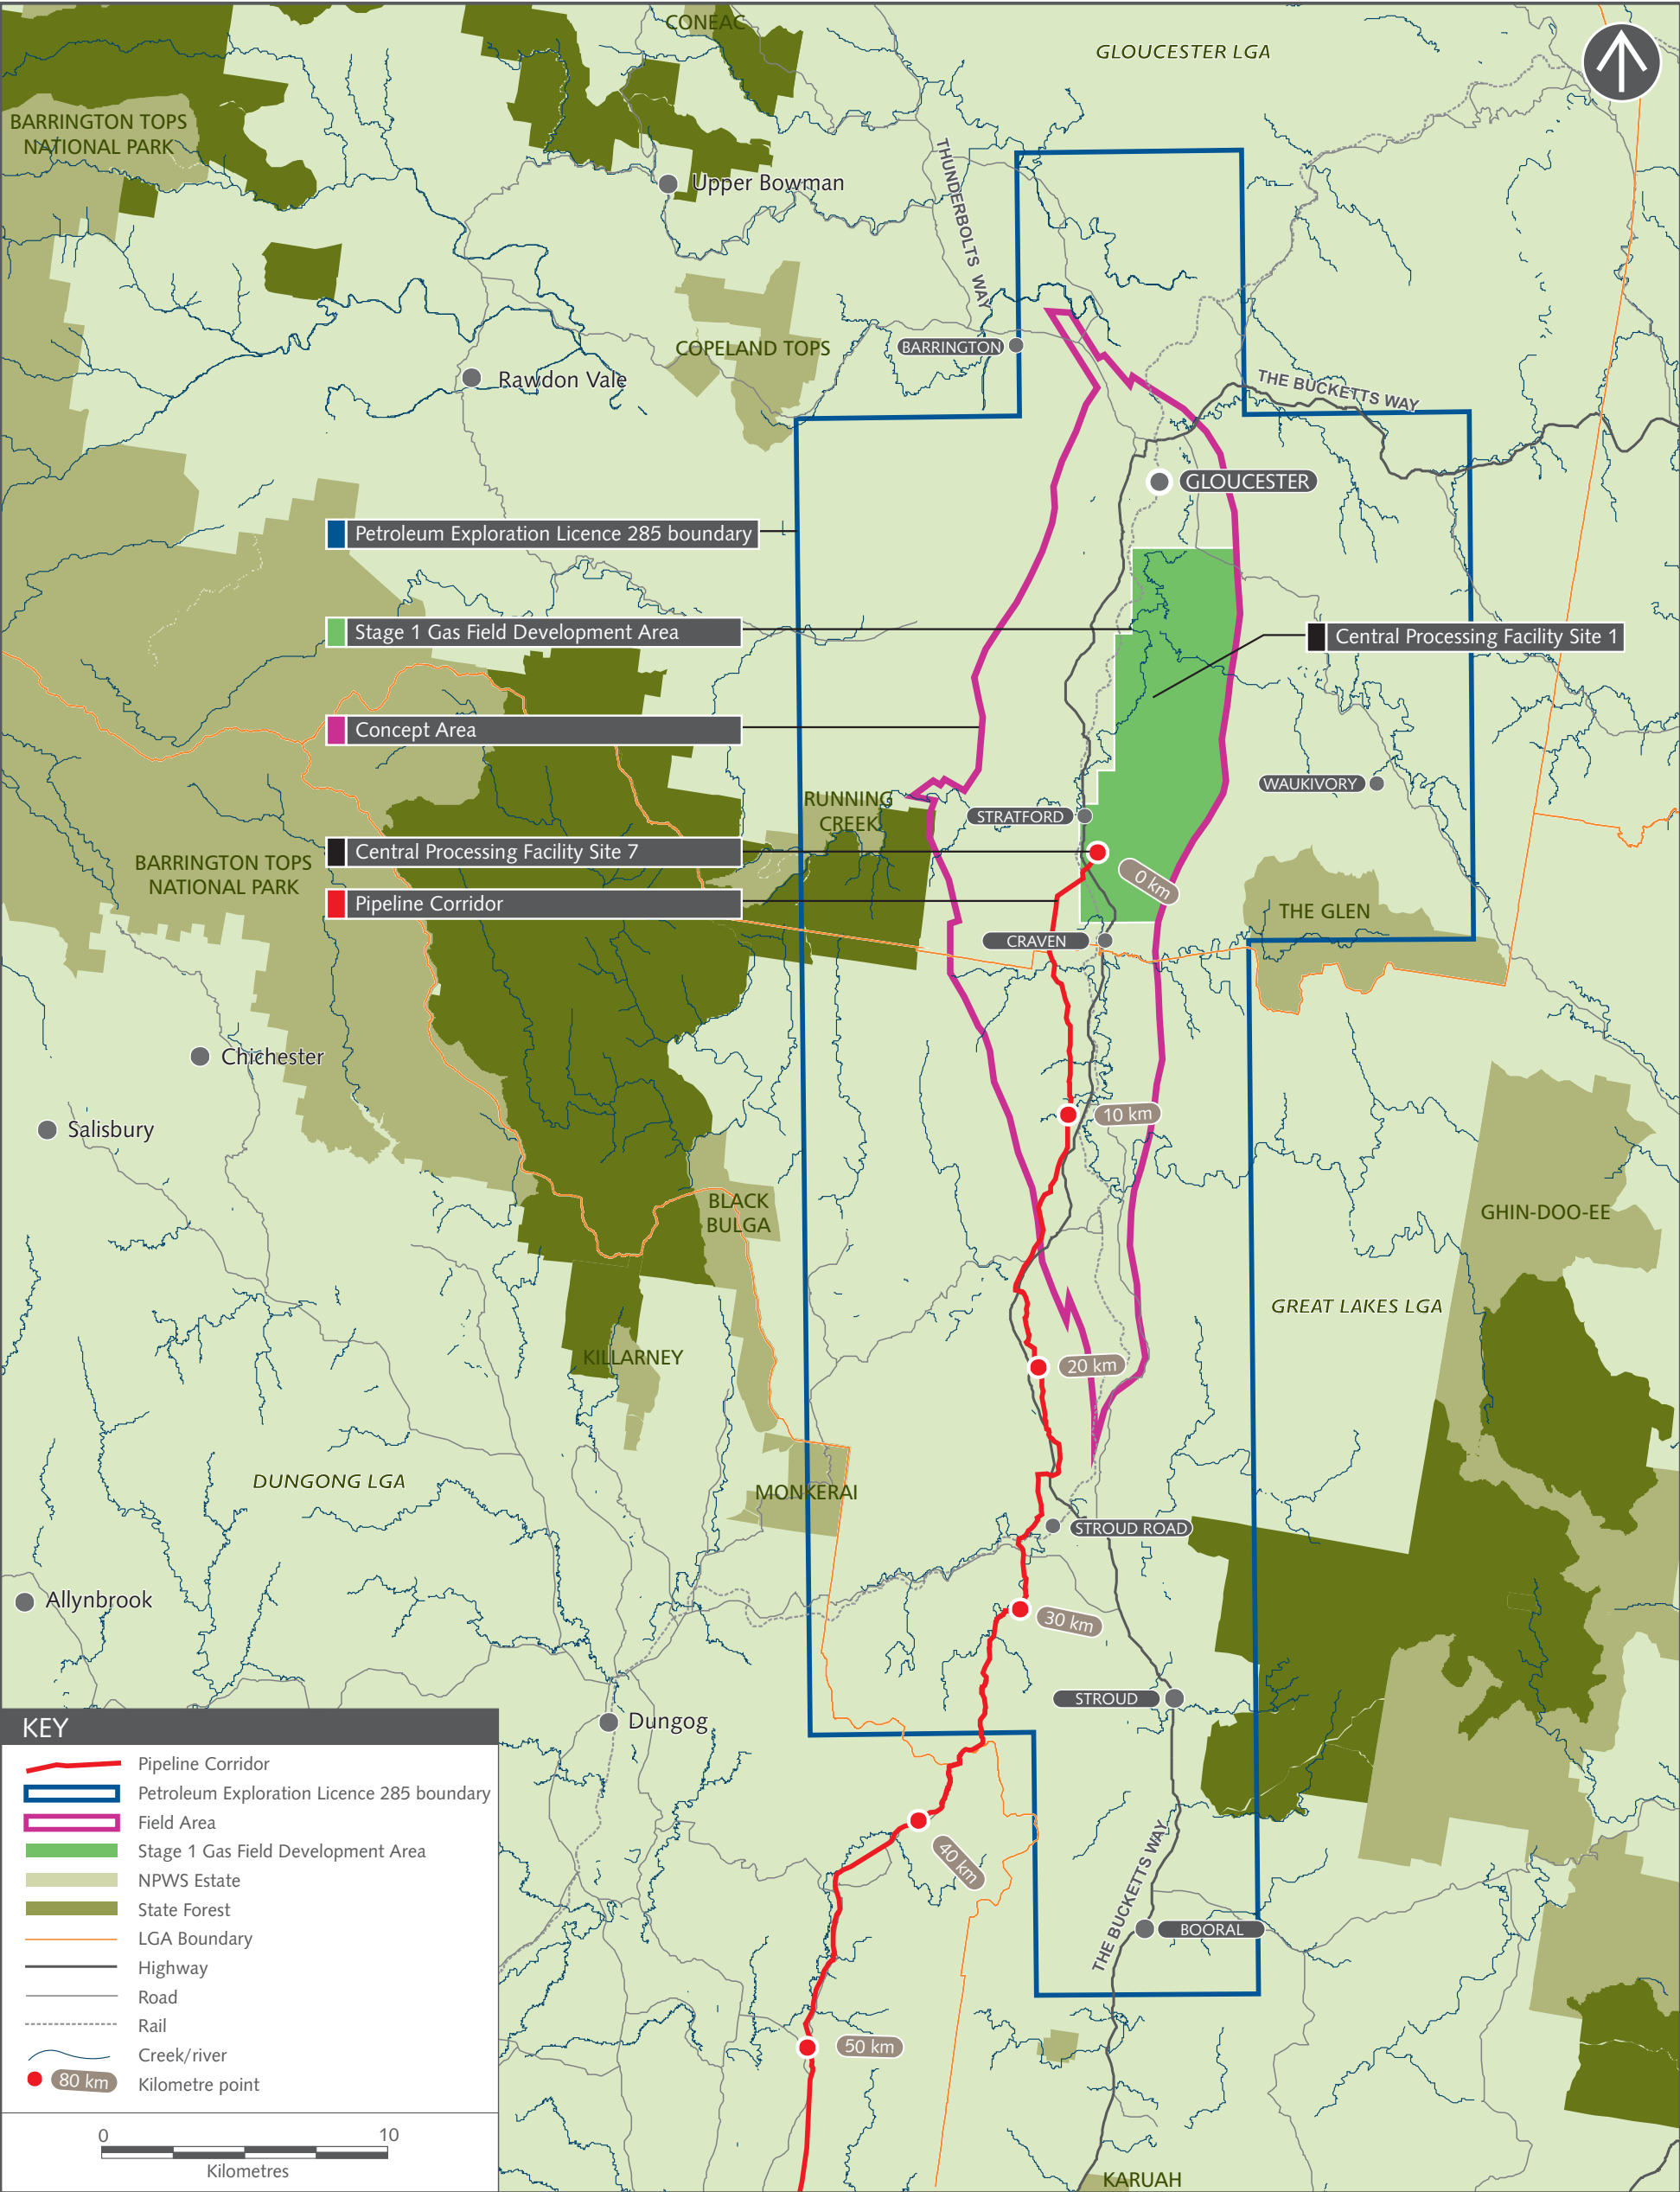 CONEAC
GLOUCESTER LGA
BARRINGTON TOPS
NATIONAL PARK
THUNDERBOLTS WAY
Upper Bowman
COPELAND TOPS
BARRINGTON
Rawdon Vale
THE BUCKETTS WAY
GLOUCESTER
Petroleum Exploration Licence 285 boundary
Stage 1 Gas Field Development Area
Central Processing Facility Site 1
Concept Area
WAUKIVORY
RUNNING
CREEK
STRATFORD
Central Processing Facility Site 7
BARRINGTON TOPS
NATIONAL PARK
0 km
Pipeline Corridor
THE GLEN
CRAVEN
Chichester
10 km
Salisbury
BLACK
BULGA
GHIN-DOO-EE
GREAT LAKES LGA
KILLARNEY
20 km
DUNGONG LGA
MONKERAI
STROUD ROAD
Allynbrook
30 km
STROUD
Dungog
40 km
THE BUCKETTS WAY
BOORAL
50 km
KARUAH
KEY
Pipeline Corridor
Petroleum Exploration Licence 285 boundary
Field Area
Stage 1 Gas Field Development Area
NPWS Estate
State Forest
LGA Boundary
Highway
Road
Rail
Creek/river
80 km Kilometre point
0 10
Kilometres